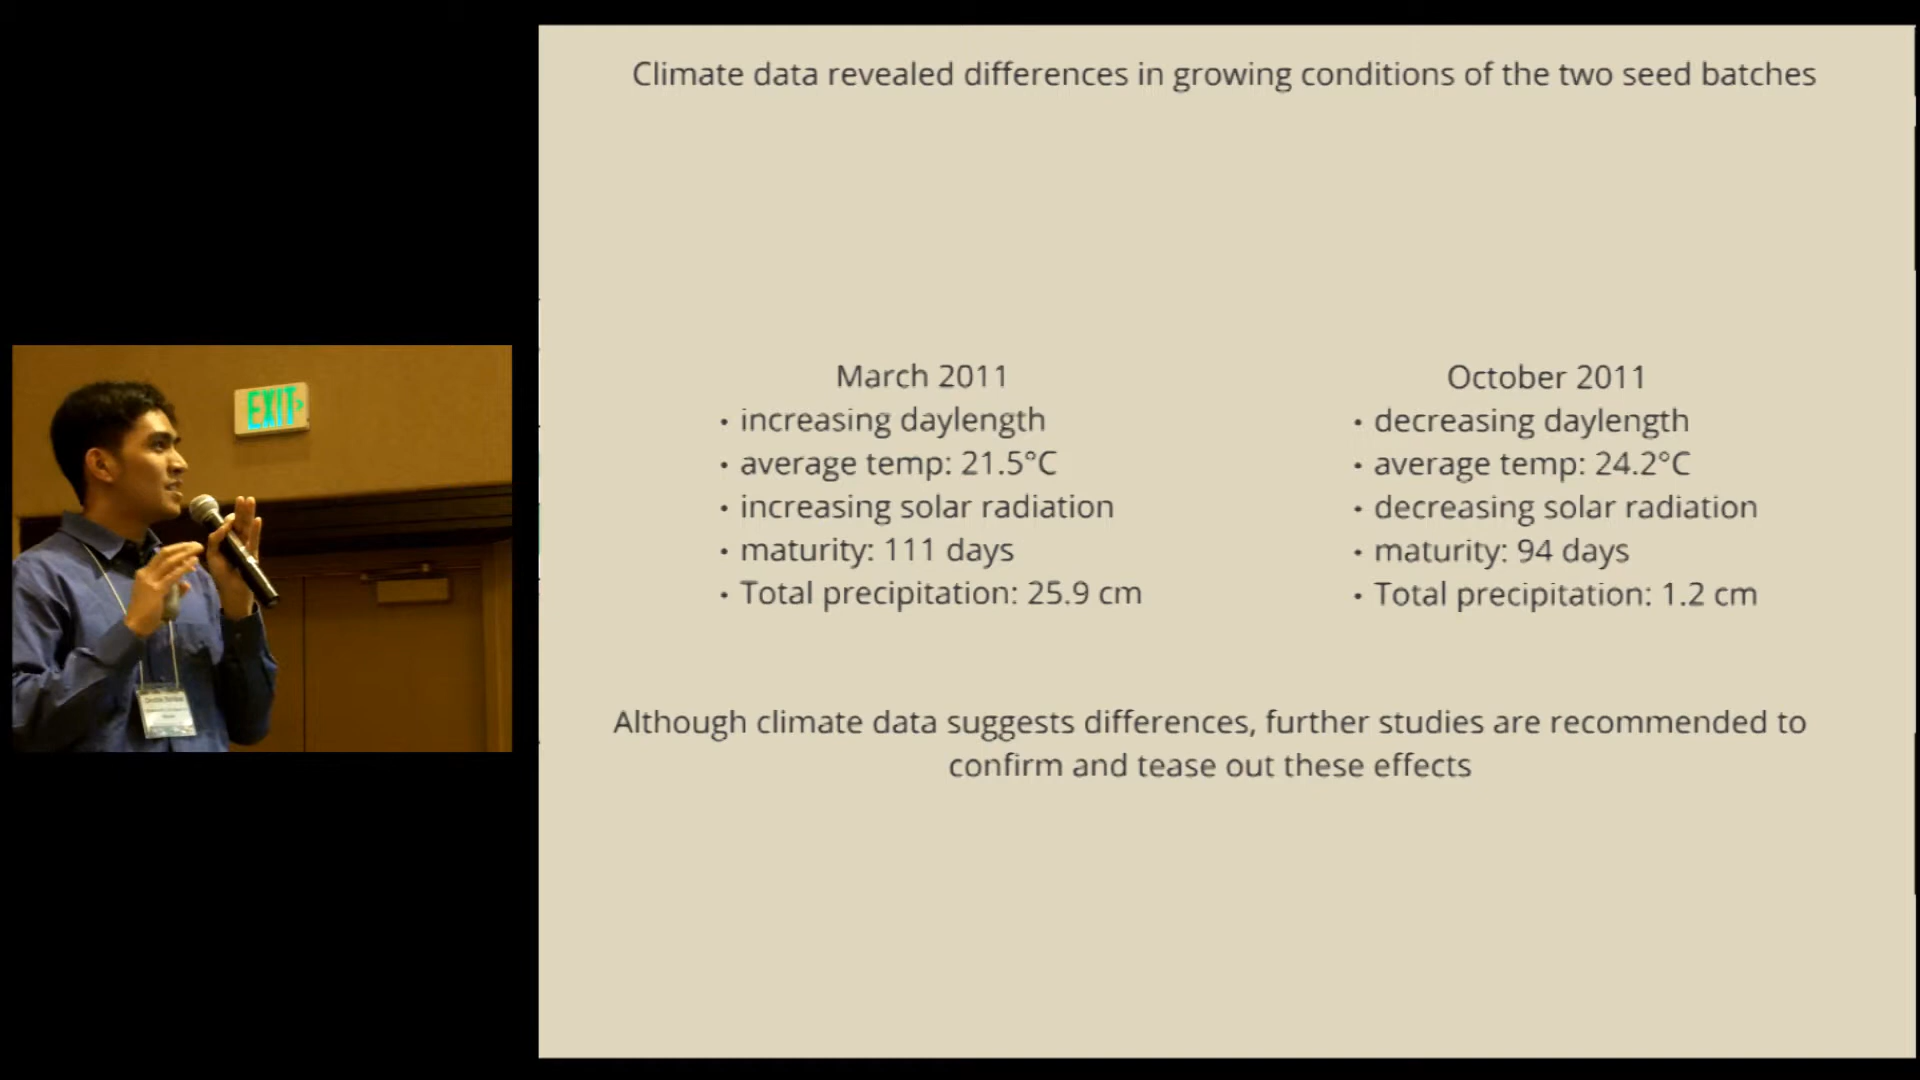 Climate data revealed differences in growing conditions of the two seed batches
EXIT
March 2011
• increasing daylength
• average temp: 21.5°C
• increasing solar radiation
• maturity: 111 days
• Total precipitation: 25.9 cm
October 2011
• decreasing daylength
• average temp: 24.2°C
• decreasing solar radiation
• maturity: 94 days
• Total precipitation: 1.2 cm
Although climate data suggests differences, further studies are recommended to
confirm and tease out these effects